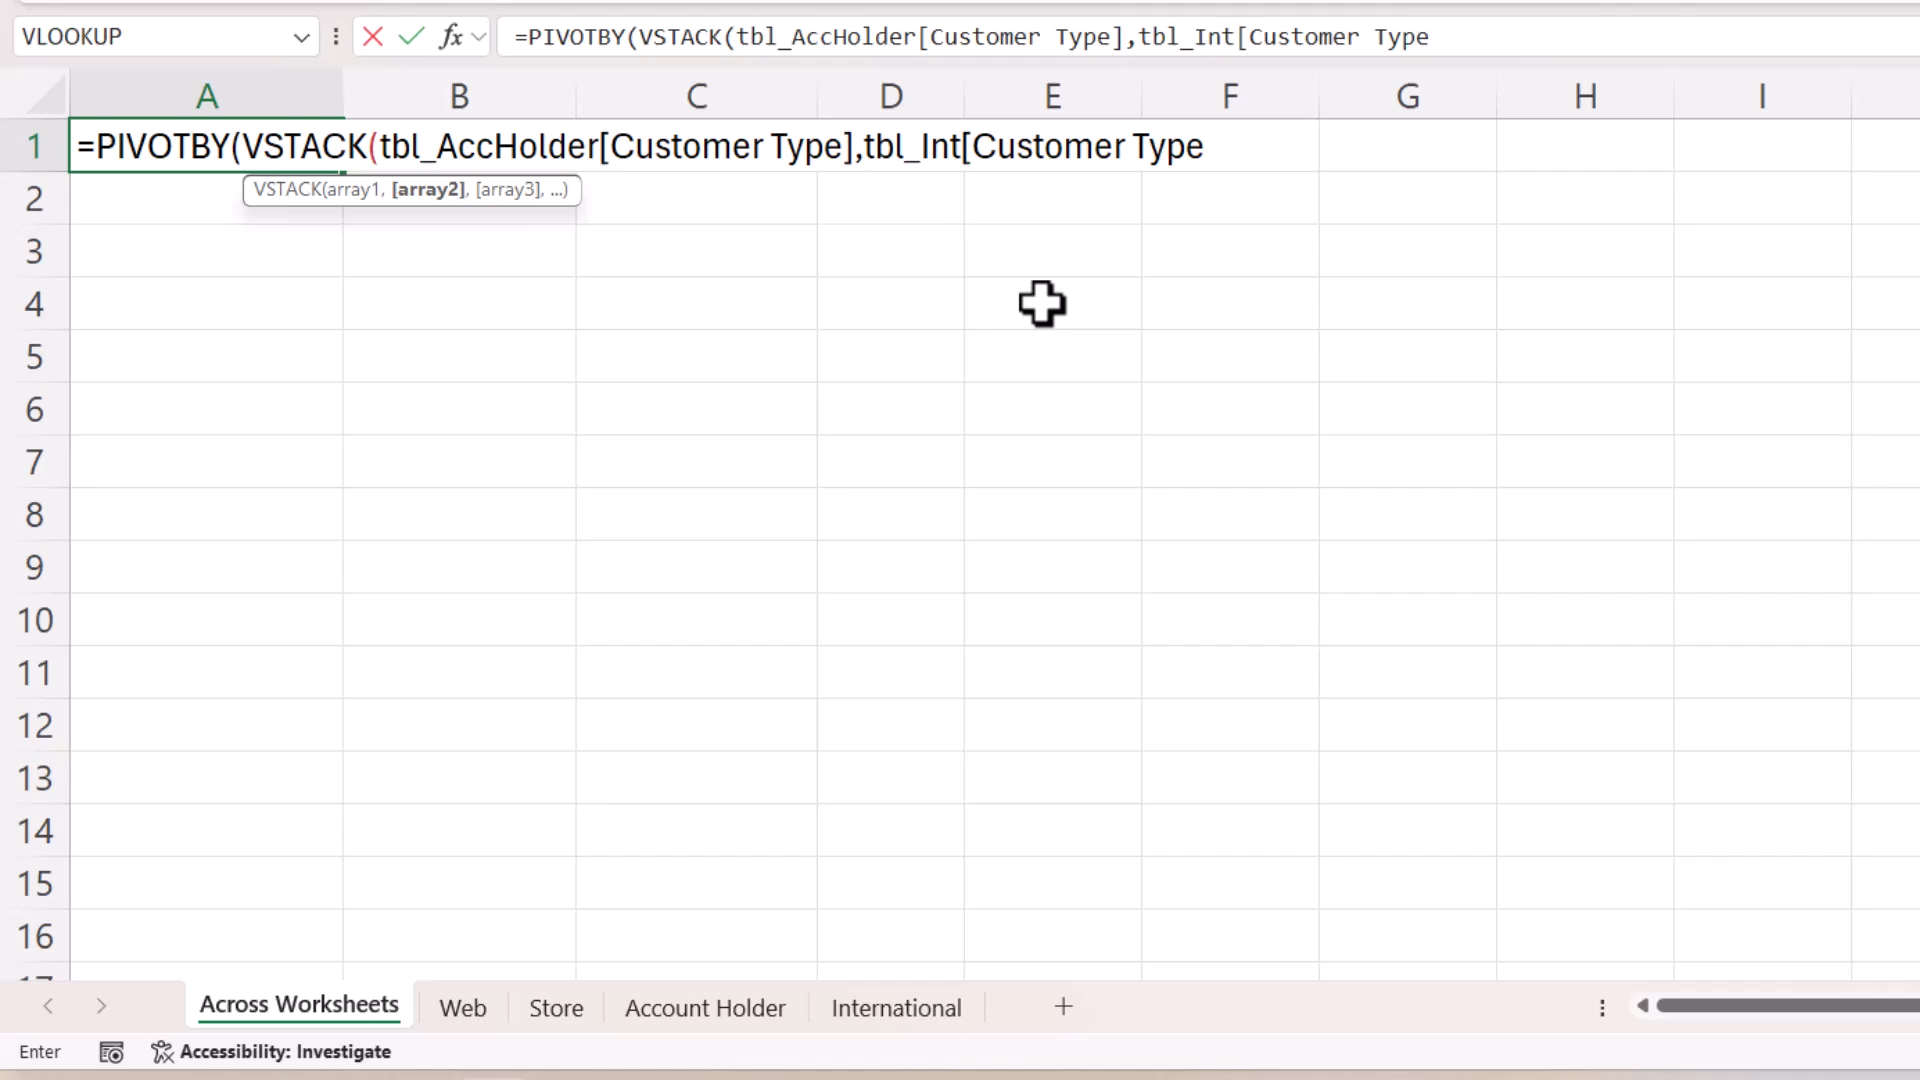 VLOOKUP
fx
=PIVOTBY(VSTACK(tbl_AccHolder[Customer Type],tbl_Int[Customer Type
A B C D E F G H I
1 =PIVOTBY(VSTACK(tbl_AccHolder[Customer Type],tbl_Int[Customer Type
VSTACK(array1, [array2], [array3], ...)
2
3
4
5
6
7
8
9
10
11
12
13
14
15
16
17
Across Worksheets Web Store Account Holder International
Enter Accessibility: Investigate